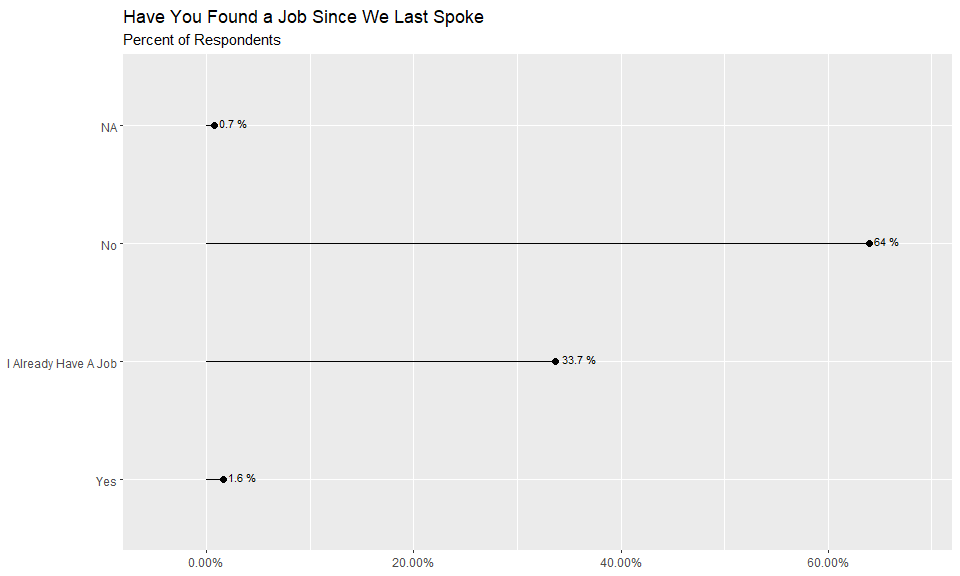 Have You Found a Job Since We Last Spoke
Percent of Respondents
NA
0.7 %
No
64 %
I Already Have A Job
33.7 %
Yes
1.6 %
0.00%
20.00%
40.00%
60.00%